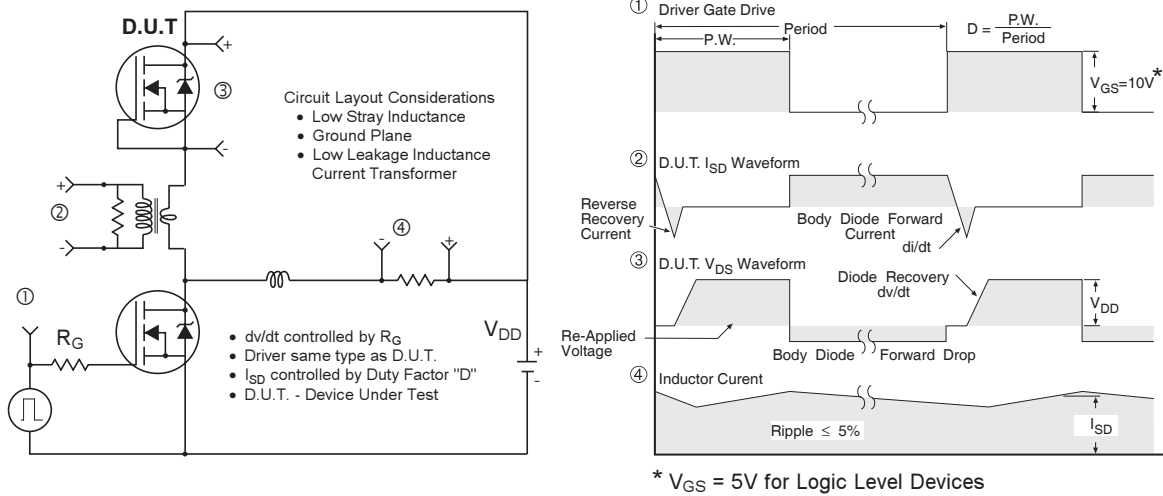 D.U.T
+
③
-
Circuit Layout Considerations
• Low Stray Inductance
• Ground Plane
• Low Leakage Inductance
Current Transformer
+
②
-
④
- +
①
R_G
V_DD
+
-
• dv/dt controlled by R_G
• Driver same type as D.U.T.
• I_SD controlled by Duty Factor "D"
• D.U.T. - Device Under Test
① Driver Gate Drive
Period
P.W.
D = P.W.
Period
V_GS=10V*
② D.U.T. I_SD Waveform
Reverse
Recovery
Current
Body Diode Forward
Current
di/dt
③ D.U.T. V_DS Waveform
Diode Recovery
dv/dt
V_DD
Re-Applied
Voltage
Body Diode Forward Drop
④ Inductor Curent
Ripple ≤ 5%
I_SD
* V_GS = 5V for Logic Level Devices